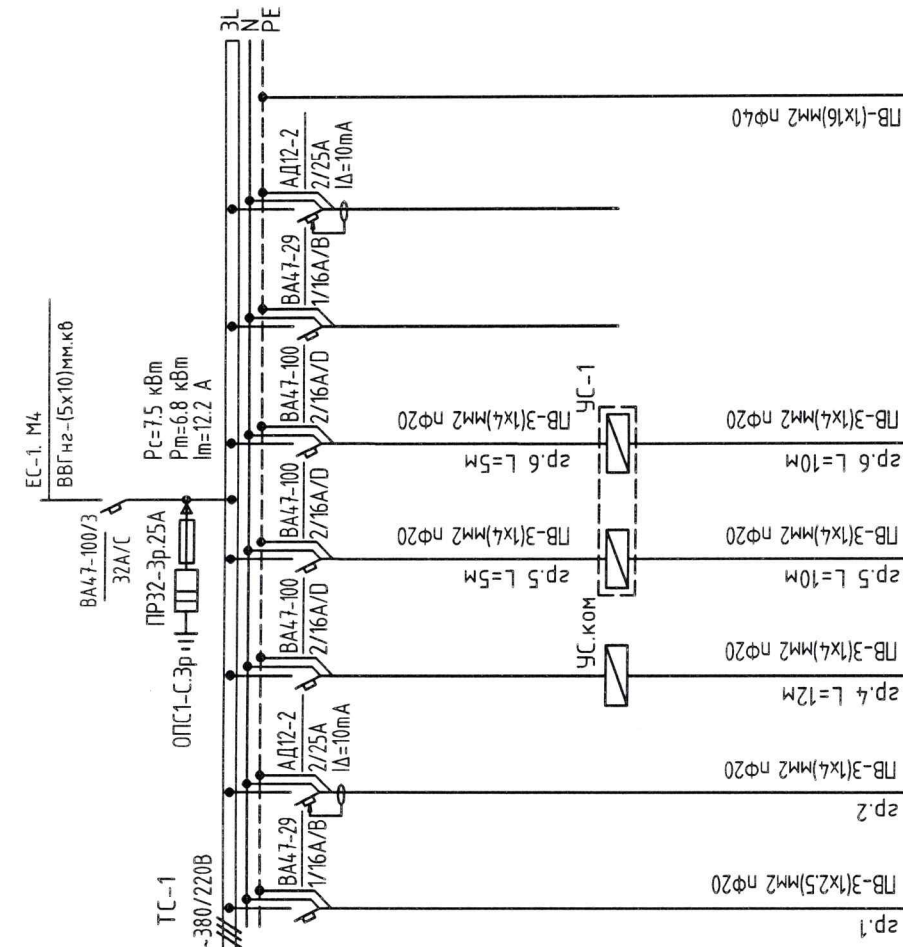 3L
N
PE
ЕС-1. М4
ВВГнг-(5х10)мм.кв
ВА47-100/3
32А/С
Рс=7.5 кВт
Рт=6.8 кВт
Iт=12.2 А
ПР32-3р.25А
ОПС1-С.3р
ТС-1
~380/220В
ВА47-29
1/16А/В
АД12-2
2/25А
IΔ=10mA
ВА47-100
2/16А/D
ВА47-100
2/16А/D
ВА47-100
2/16А/D
ВА47-29
1/16А/В
АД12-2
2/25А
IΔ=10mA
УС.ком
УС-1
гр.1
ПВ-3(1х2.5)мм2 пФ20
гр.2
ПВ-3(1х4)мм2 пФ20
гр.4 L=12м
ПВ-3(1х4)мм2 пФ20
гр.5 L=5м
ПВ-3(1х4)мм2 пФ20
гр.5 L=10м
ПВ-3(1х4)мм2 пФ20
гр.6 L=5м
ПВ-3(1х4)мм2 пФ20
гр.6 L=10м
ПВ-3(1х4)мм2 пФ20
ПВ-(1х16)мм2 пФ40